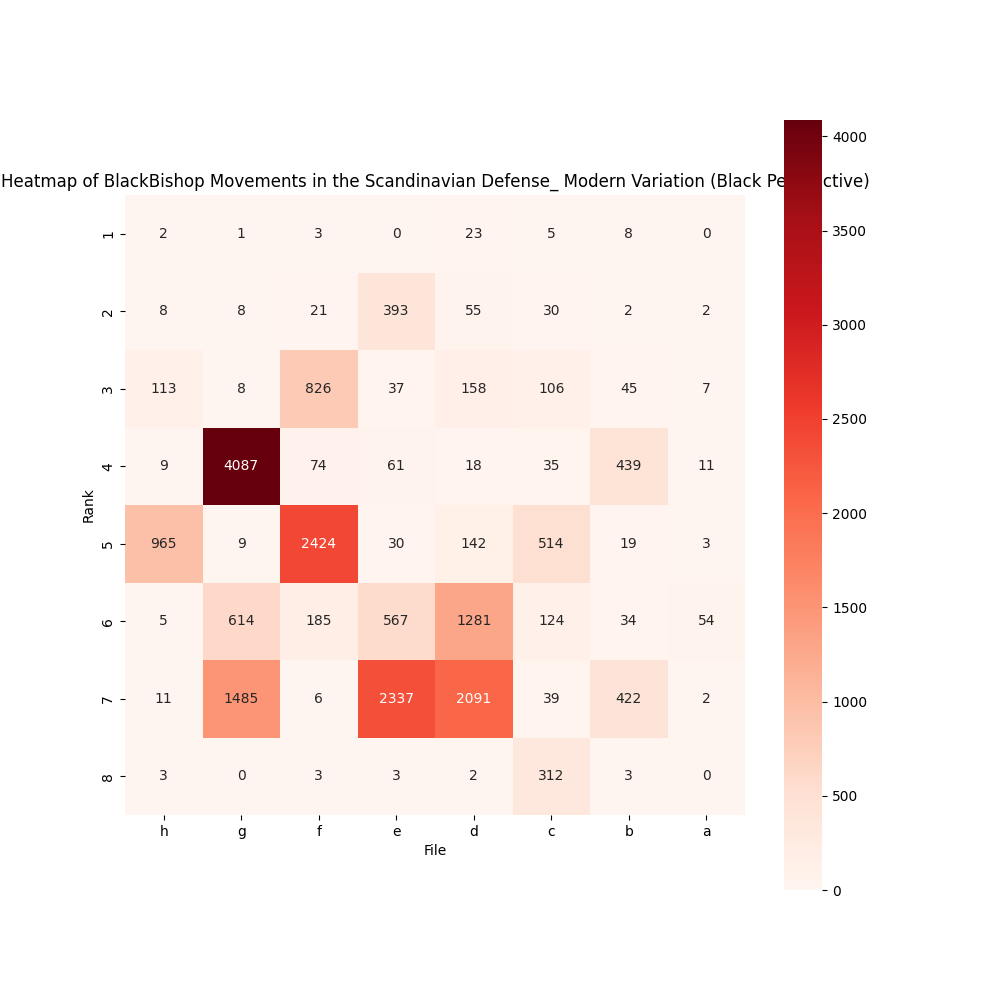 Heatmap of BlackBishop Movements in the Scandinavian Defense_ Modern Variation (Black Pe ctive)
1 2 1 3 0 23 5 8 0
2 8 8 21 393 55 30 2 2
3 113 8 826 37 158 106 45 7
4 9 4087 74 61 18 35 439 11
Rank
5 965 9 2424 30 142 514 19 3
6 5 614 185 567 1281 124 34 54
7 11 1485 6 2337 2091 39 422 2
8 3 0 3 3 2 312 3 0
h g f e d c b a
File
4000
3500
3000
2500
2000
1500
1000
500
0